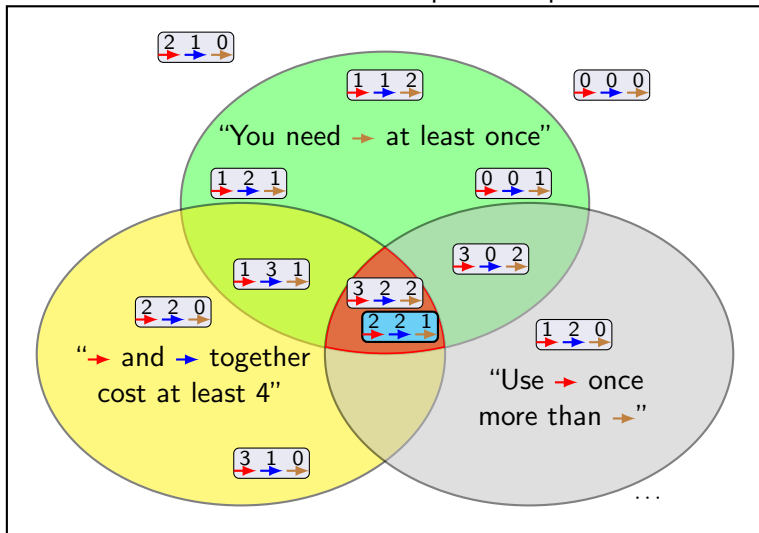 2 1 0
1 1 2
0 0 0
“You need → at least once”
1 2 1
0 0 1
3 0 2
1 3 1
3 2 2
2 2 0
2 2 1
1 2 0
“→ and → together
cost at least 4”
“Use → once
more than →”
3 1 0
...